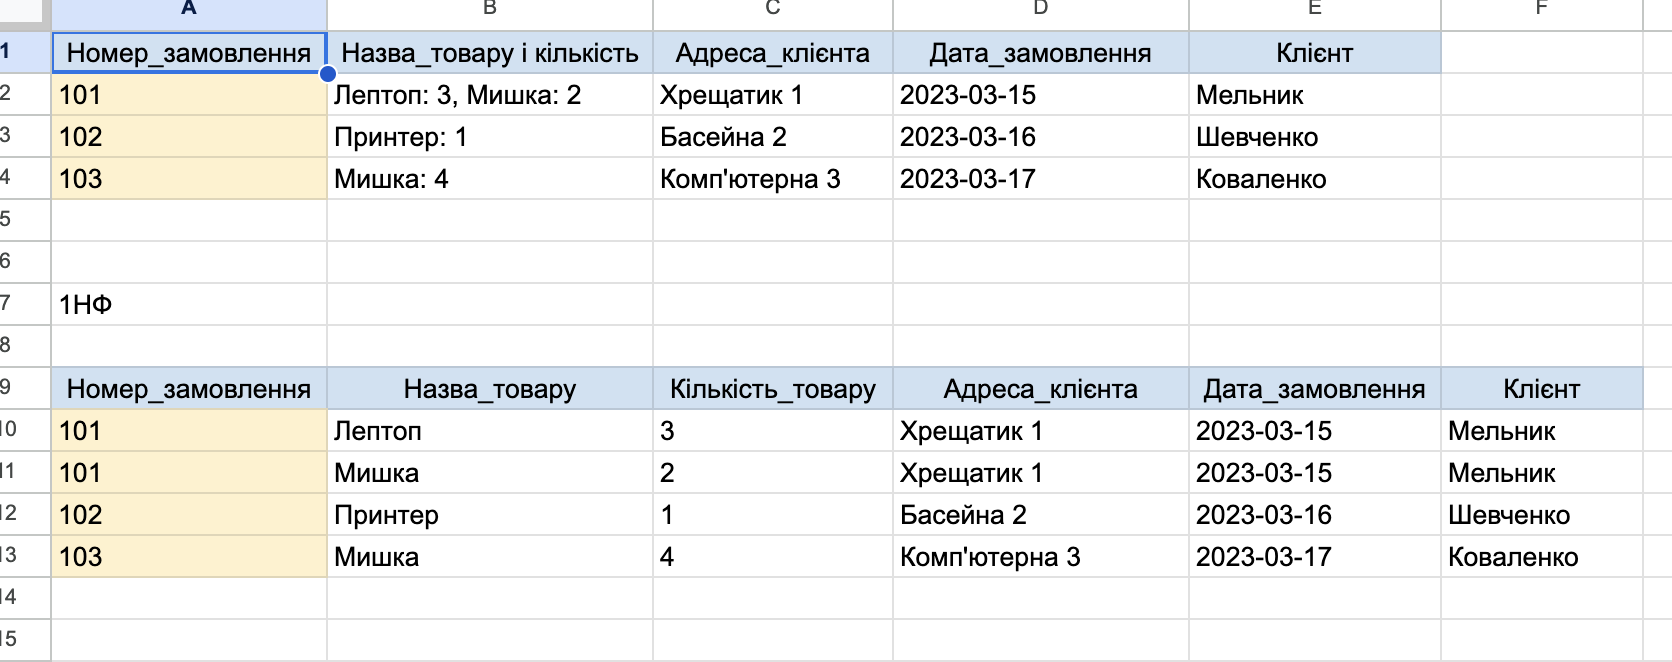 A B C D E F
1 Номер_замовлення Назва_товару і кількість Адреса_клієнта Дата_замовлення Клієнт
2 101 Лептоп: 3, Мишка: 2 Хрещатик 1 2023-03-15 Мельник
3 102 Принтер: 1 Басейна 2 2023-03-16 Шевченко
4 103 Мишка: 4 Комп'ютерна 3 2023-03-17 Коваленко
5
6
7 1НФ
8
9 Номер_замовлення Назва_товару Кількість_товару Адреса_клієнта Дата_замовлення Клієнт
10 101 Лептоп 3 Хрещатик 1 2023-03-15 Мельник
11 101 Мишка 2 Хрещатик 1 2023-03-15 Мельник
12 102 Принтер 1 Басейна 2 2023-03-16 Шевченко
13 103 Мишка 4 Комп'ютерна 3 2023-03-17 Коваленко
14
15